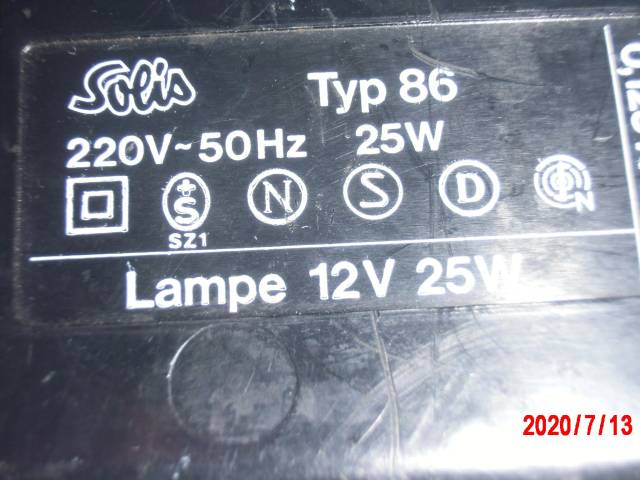 Solis
Typ 86
220V~50Hz 25W
S N S D N
SZ1
Lampe 12V 25W
2020/7/13